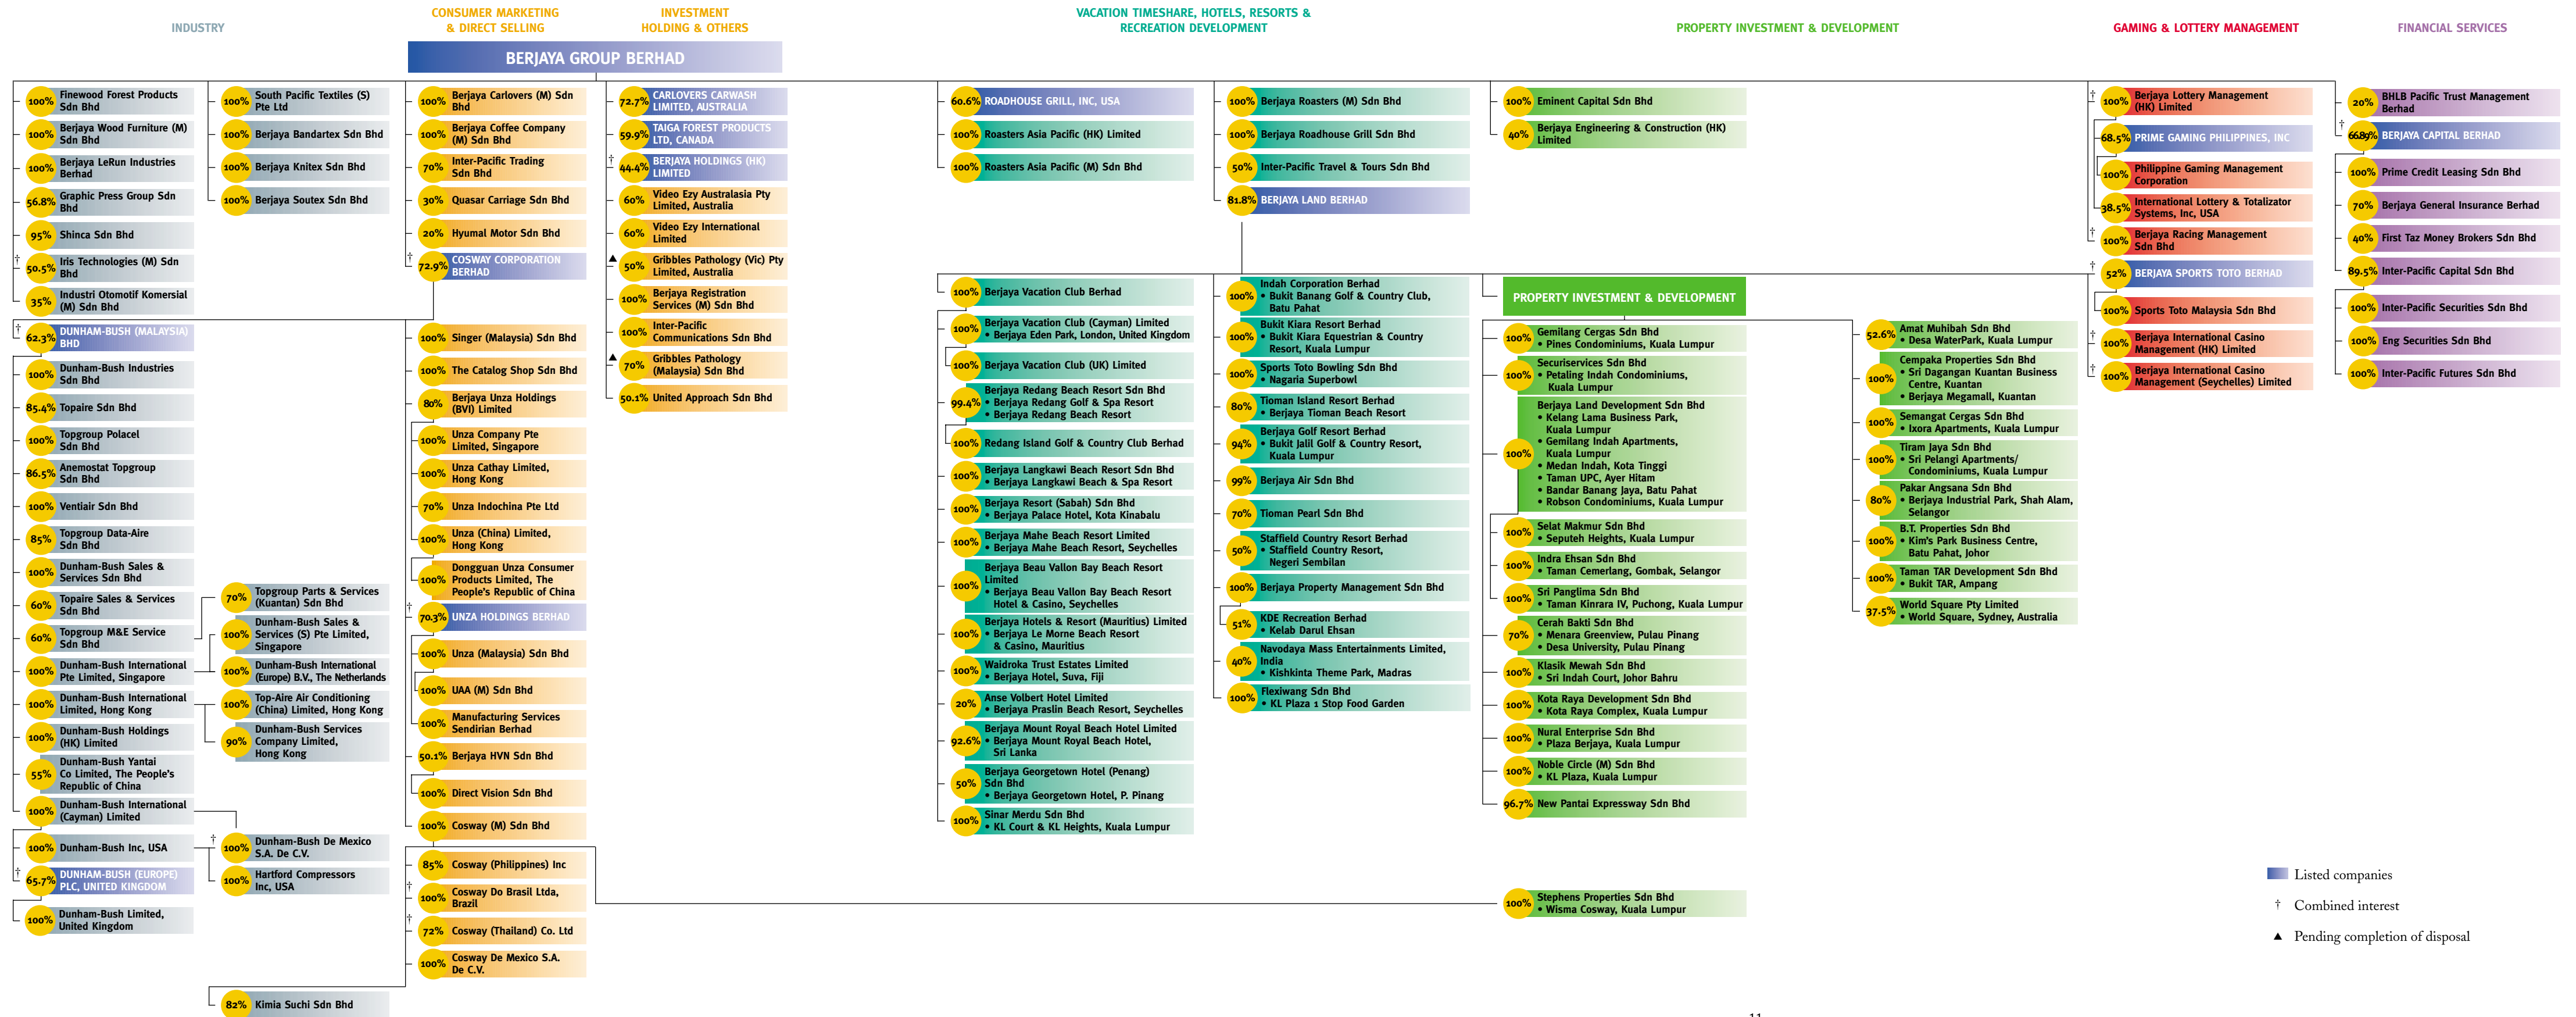 INDUSTRY
CONSUMER MARKETING
& DIRECT SELLING
INVESTMENT
HOLDING & OTHERS
VACATION TIMESHARE, HOTELS, RESORTS &
RECREATION DEVELOPMENT
PROPERTY INVESTMENT & DEVELOPMENT
GAMING & LOTTERY MANAGEMENT
FINANCIAL SERVICES
BERJAYA GROUP BERHAD
100% Finewood Forest Products
Sdn Bhd
100% Berjaya Wood Furniture (M)
Sdn Bhd
100% Berjaya LeRun Industries
Berhad
56.8% Graphic Press Group Sdn
Bhd
95% Shinca Sdn Bhd
†
50.5% Iris Technologies (M) Sdn
Bhd
35% Industri Otomotif Komersial
(M) Sdn Bhd
†
62.3% DUNHAM-BUSH (MALAYSIA)
BHD
100% Dunham-Bush Industries
Sdn Bhd
85.4% Topaire Sdn Bhd
100% Topgroup Polacel
Sdn Bhd
86.5% Anemostat Topgroup
Sdn Bhd
100% Ventiair Sdn Bhd
85% Topgroup Data-Aire
Sdn Bhd
100% Dunham-Bush Sales &
Services Sdn Bhd
60% Topaire Sales & Services
Sdn Bhd
60% Topgroup M&E Service
Sdn Bhd
100% Dunham-Bush International
Pte Limited, Singapore
100% Dunham-Bush International
Limited, Hong Kong
100% Dunham-Bush Holdings
(HK) Limited
55% Dunham-Bush Yantai
Co Limited, The People's
Republic of China
100% Dunham-Bush International
(Cayman) Limited
100% Dunham-Bush Inc, USA
†
65.7% DUNHAM-BUSH (EUROPE)
PLC, UNITED KINGDOM
100% Dunham-Bush Limited,
United Kingdom
100% South Pacific Textiles (S)
Pte Ltd
100% Berjaya Bandartex Sdn Bhd
100% Berjaya Knitex Sdn Bhd
100% Berjaya Soutex Sdn Bhd
70% Topgroup Parts & Services
(Kuantan) Sdn Bhd
100% Dunham-Bush Sales &
Services (S) Pte Limited,
Singapore
100% Dunham-Bush International
(Europe) B.V., The Netherlands
100% Top-Aire Air Conditioning
(China) Limited, Hong Kong
90% Dunham-Bush Services
Company Limited,
Hong Kong
†
100% Dunham-Bush De Mexico
S.A. De C.V.
100% Hartford Compressors
Inc, USA
82% Kimia Suchi Sdn Bhd
100% Berjaya Carlovers (M) Sdn
Bhd
100% Berjaya Coffee Company
(M) Sdn Bhd
70% Inter-Pacific Trading
Sdn Bhd
30% Quasar Carriage Sdn Bhd
20% Hyumal Motor Sdn Bhd
†
72.9% COSWAY CORPORATION
BERHAD
100% Singer (Malaysia) Sdn Bhd
100% The Catalog Shop Sdn Bhd
80% Berjaya Unza Holdings
(BVI) Limited
100% Unza Company Pte
Limited, Singapore
100% Unza Cathay Limited,
Hong Kong
70% Unza Indochina Pte Ltd
100% Unza (China) Limited,
Hong Kong
100% Dongguan Unza Consumer
Products Limited, The
People's Republic of China
†
70.3% UNZA HOLDINGS BERHAD
100% Unza (Malaysia) Sdn Bhd
100% UAA (M) Sdn Bhd
100% Manufacturing Services
Sendirian Berhad
50.1% Berjaya HVN Sdn Bhd
100% Direct Vision Sdn Bhd
100% Cosway (M) Sdn Bhd
85% Cosway (Philippines) Inc
†
100% Cosway Do Brasil Ltda,
Brazil
†
72% Cosway (Thailand) Co. Ltd
100% Cosway De Mexico S.A.
De C.V.
72.7% CARLOVERS CARWASH
LIMITED, AUSTRALIA
59.9% TAIGA FOREST PRODUCTS
LTD, CANADA
†
44.4% BERJAYA HOLDINGS (HK)
LIMITED
60% Video Ezy Australasia Pty
Limited, Australia
60% Video Ezy International
Limited
▲
50% Gribbles Pathology (Vic) Pty
Limited, Australia
100% Berjaya Registration
Services (M) Sdn Bhd
100% Inter-Pacific
Communications Sdn Bhd
▲
70% Gribbles Pathology
(Malaysia) Sdn Bhd
50.1% United Approach Sdn Bhd
60.6% ROADHOUSE GRILL, INC, USA
100% Roasters Asia Pacific (HK) Limited
100% Roasters Asia Pacific (M) Sdn Bhd
100% Berjaya Vacation Club Berhad
100% Berjaya Vacation Club (Cayman) Limited
• Berjaya Eden Park, London, United Kingdom
100% Berjaya Vacation Club (UK) Limited
99.4% Berjaya Redang Beach Resort Sdn Bhd
• Berjaya Redang Golf & Spa Resort
• Berjaya Redang Beach Resort
100% Redang Island Golf & Country Club Berhad
100% Berjaya Langkawi Beach Resort Sdn Bhd
• Berjaya Langkawi Beach & Spa Resort
100% Berjaya Resort (Sabah) Sdn Bhd
• Berjaya Palace Hotel, Kota Kinabalu
100% Berjaya Mahe Beach Resort Limited
• Berjaya Mahe Beach Resort, Seychelles
100% Berjaya Beau Vallon Bay Beach Resort
Limited
• Berjaya Beau Vallon Bay Beach Resort
Hotel & Casino, Seychelles
100% Berjaya Hotels & Resort (Mauritius) Limited
• Berjaya Le Morne Beach Resort
& Casino, Mauritius
100% Waidroka Trust Estates Limited
• Berjaya Hotel, Suva, Fiji
20% Anse Volbert Hotel Limited
• Berjaya Praslin Beach Resort, Seychelles
92.6% Berjaya Mount Royal Beach Hotel Limited
• Berjaya Mount Royal Beach Hotel,
Sri Lanka
50% Berjaya Georgetown Hotel (Penang)
Sdn Bhd
• Berjaya Georgetown Hotel, P. Pinang
100% Sinar Merdu Sdn Bhd
• KL Court & KL Heights, Kuala Lumpur
100% Berjaya Roasters (M) Sdn Bhd
100% Berjaya Roadhouse Grill Sdn Bhd
50% Inter-Pacific Travel & Tours Sdn Bhd
81.8% BERJAYA LAND BERHAD
100% Indah Corporation Berhad
• Bukit Banang Golf & Country Club,
Batu Pahat
100% Bukit Kiara Resort Berhad
• Bukit Kiara Equestrian & Country
Resort, Kuala Lumpur
100% Sports Toto Bowling Sdn Bhd
• Nagaria Superbowl
80% Tioman Island Resort Berhad
• Berjaya Tioman Beach Resort
94% Berjaya Golf Resort Berhad
• Bukit Jalil Golf & Country Resort,
Kuala Lumpur
99% Berjaya Air Sdn Bhd
70% Tioman Pearl Sdn Bhd
50% Staffield Country Resort Berhad
• Staffield Country Resort,
Negeri Sembilan
100% Berjaya Property Management Sdn Bhd
51% KDE Recreation Berhad
• Kelab Darul Ehsan
40% Navodaya Mass Entertainments Limited,
India
• Kishkinta Theme Park, Madras
100% Flexiwang Sdn Bhd
• KL Plaza 1 Stop Food Garden
100% Eminent Capital Sdn Bhd
40% Berjaya Engineering & Construction (HK)
Limited
PROPERTY INVESTMENT & DEVELOPMENT
100% Gemilang Cergas Sdn Bhd
• Pines Condominiums, Kuala Lumpur
100% Securiservices Sdn Bhd
• Petaling Indah Condominiums,
Kuala Lumpur
100% Berjaya Land Development Sdn Bhd
• Kelang Lama Business Park,
Kuala Lumpur
• Gemilang Indah Apartments,
Kuala Lumpur
• Medan Indah, Kota Tinggi
• Taman UPC, Ayer Hitam
• Bandar Banang Jaya, Batu Pahat
• Robson Condominiums, Kuala Lumpur
100% Selat Makmur Sdn Bhd
• Seputeh Heights, Kuala Lumpur
100% Indra Ehsan Sdn Bhd
• Taman Cemerlang, Gombak, Selangor
100% Sri Panglima Sdn Bhd
• Taman Kinrara IV, Puchong, Kuala Lumpur
70% Cerah Bakti Sdn Bhd
• Menara Greenview, Pulau Pinang
• Desa University, Pulau Pinang
100% Klasik Mewah Sdn Bhd
• Sri Indah Court, Johor Bahru
100% Kota Raya Development Sdn Bhd
• Kota Raya Complex, Kuala Lumpur
100% Nural Enterprise Sdn Bhd
• Plaza Berjaya, Kuala Lumpur
100% Noble Circle (M) Sdn Bhd
• KL Plaza, Kuala Lumpur
96.7% New Pantai Expressway Sdn Bhd
100% Stephens Properties Sdn Bhd
• Wisma Cosway, Kuala Lumpur
52.6% Amat Muhibah Sdn Bhd
• Desa WaterPark, Kuala Lumpur
100% Cempaka Properties Sdn Bhd
• Sri Dagangan Kuantan Business
Centre, Kuantan
• Berjaya Megamall, Kuantan
100% Semangat Cergas Sdn Bhd
• Ixora Apartments, Kuala Lumpur
100% Tiram Jaya Sdn Bhd
• Sri Pelangi Apartments/
Condominiums, Kuala Lumpur
80% Pakar Angsana Sdn Bhd
• Berjaya Industrial Park, Shah Alam,
Selangor
100% B.T. Properties Sdn Bhd
• Kim's Park Business Centre,
Batu Pahat, Johor
100% Taman TAR Development Sdn Bhd
• Bukit TAR, Ampang
37.5% World Square Pty Limited
• World Square, Sydney, Australia
†
100% Berjaya Lottery Management
(HK) Limited
68.5% PRIME GAMING PHILIPPINES, INC
100% Philippine Gaming Management
Corporation
38.5% International Lottery & Totalizator
Systems, Inc, USA
†
100% Berjaya Racing Management
Sdn Bhd
†
52% BERJAYA SPORTS TOTO BERHAD
100% Sports Toto Malaysia Sdn Bhd
†
100% Berjaya International Casino
Management (HK) Limited
†
100% Berjaya International Casino
Management (Seychelles) Limited
20% BHLB Pacific Trust Management
Berhad
†
BERJAYA CAPITAL BERHAD
100% Prime Credit Leasing Sdn Bhd
70% Berjaya General Insurance Berhad
40% First Taz Money Brokers Sdn Bhd
89.5% Inter-Pacific Capital Sdn Bhd
100% Inter-Pacific Securities Sdn Bhd
100% Eng Securities Sdn Bhd
100% Inter-Pacific Futures Sdn Bhd
Listed companies
† Combined interest
▲ Pending completion of disposal
11